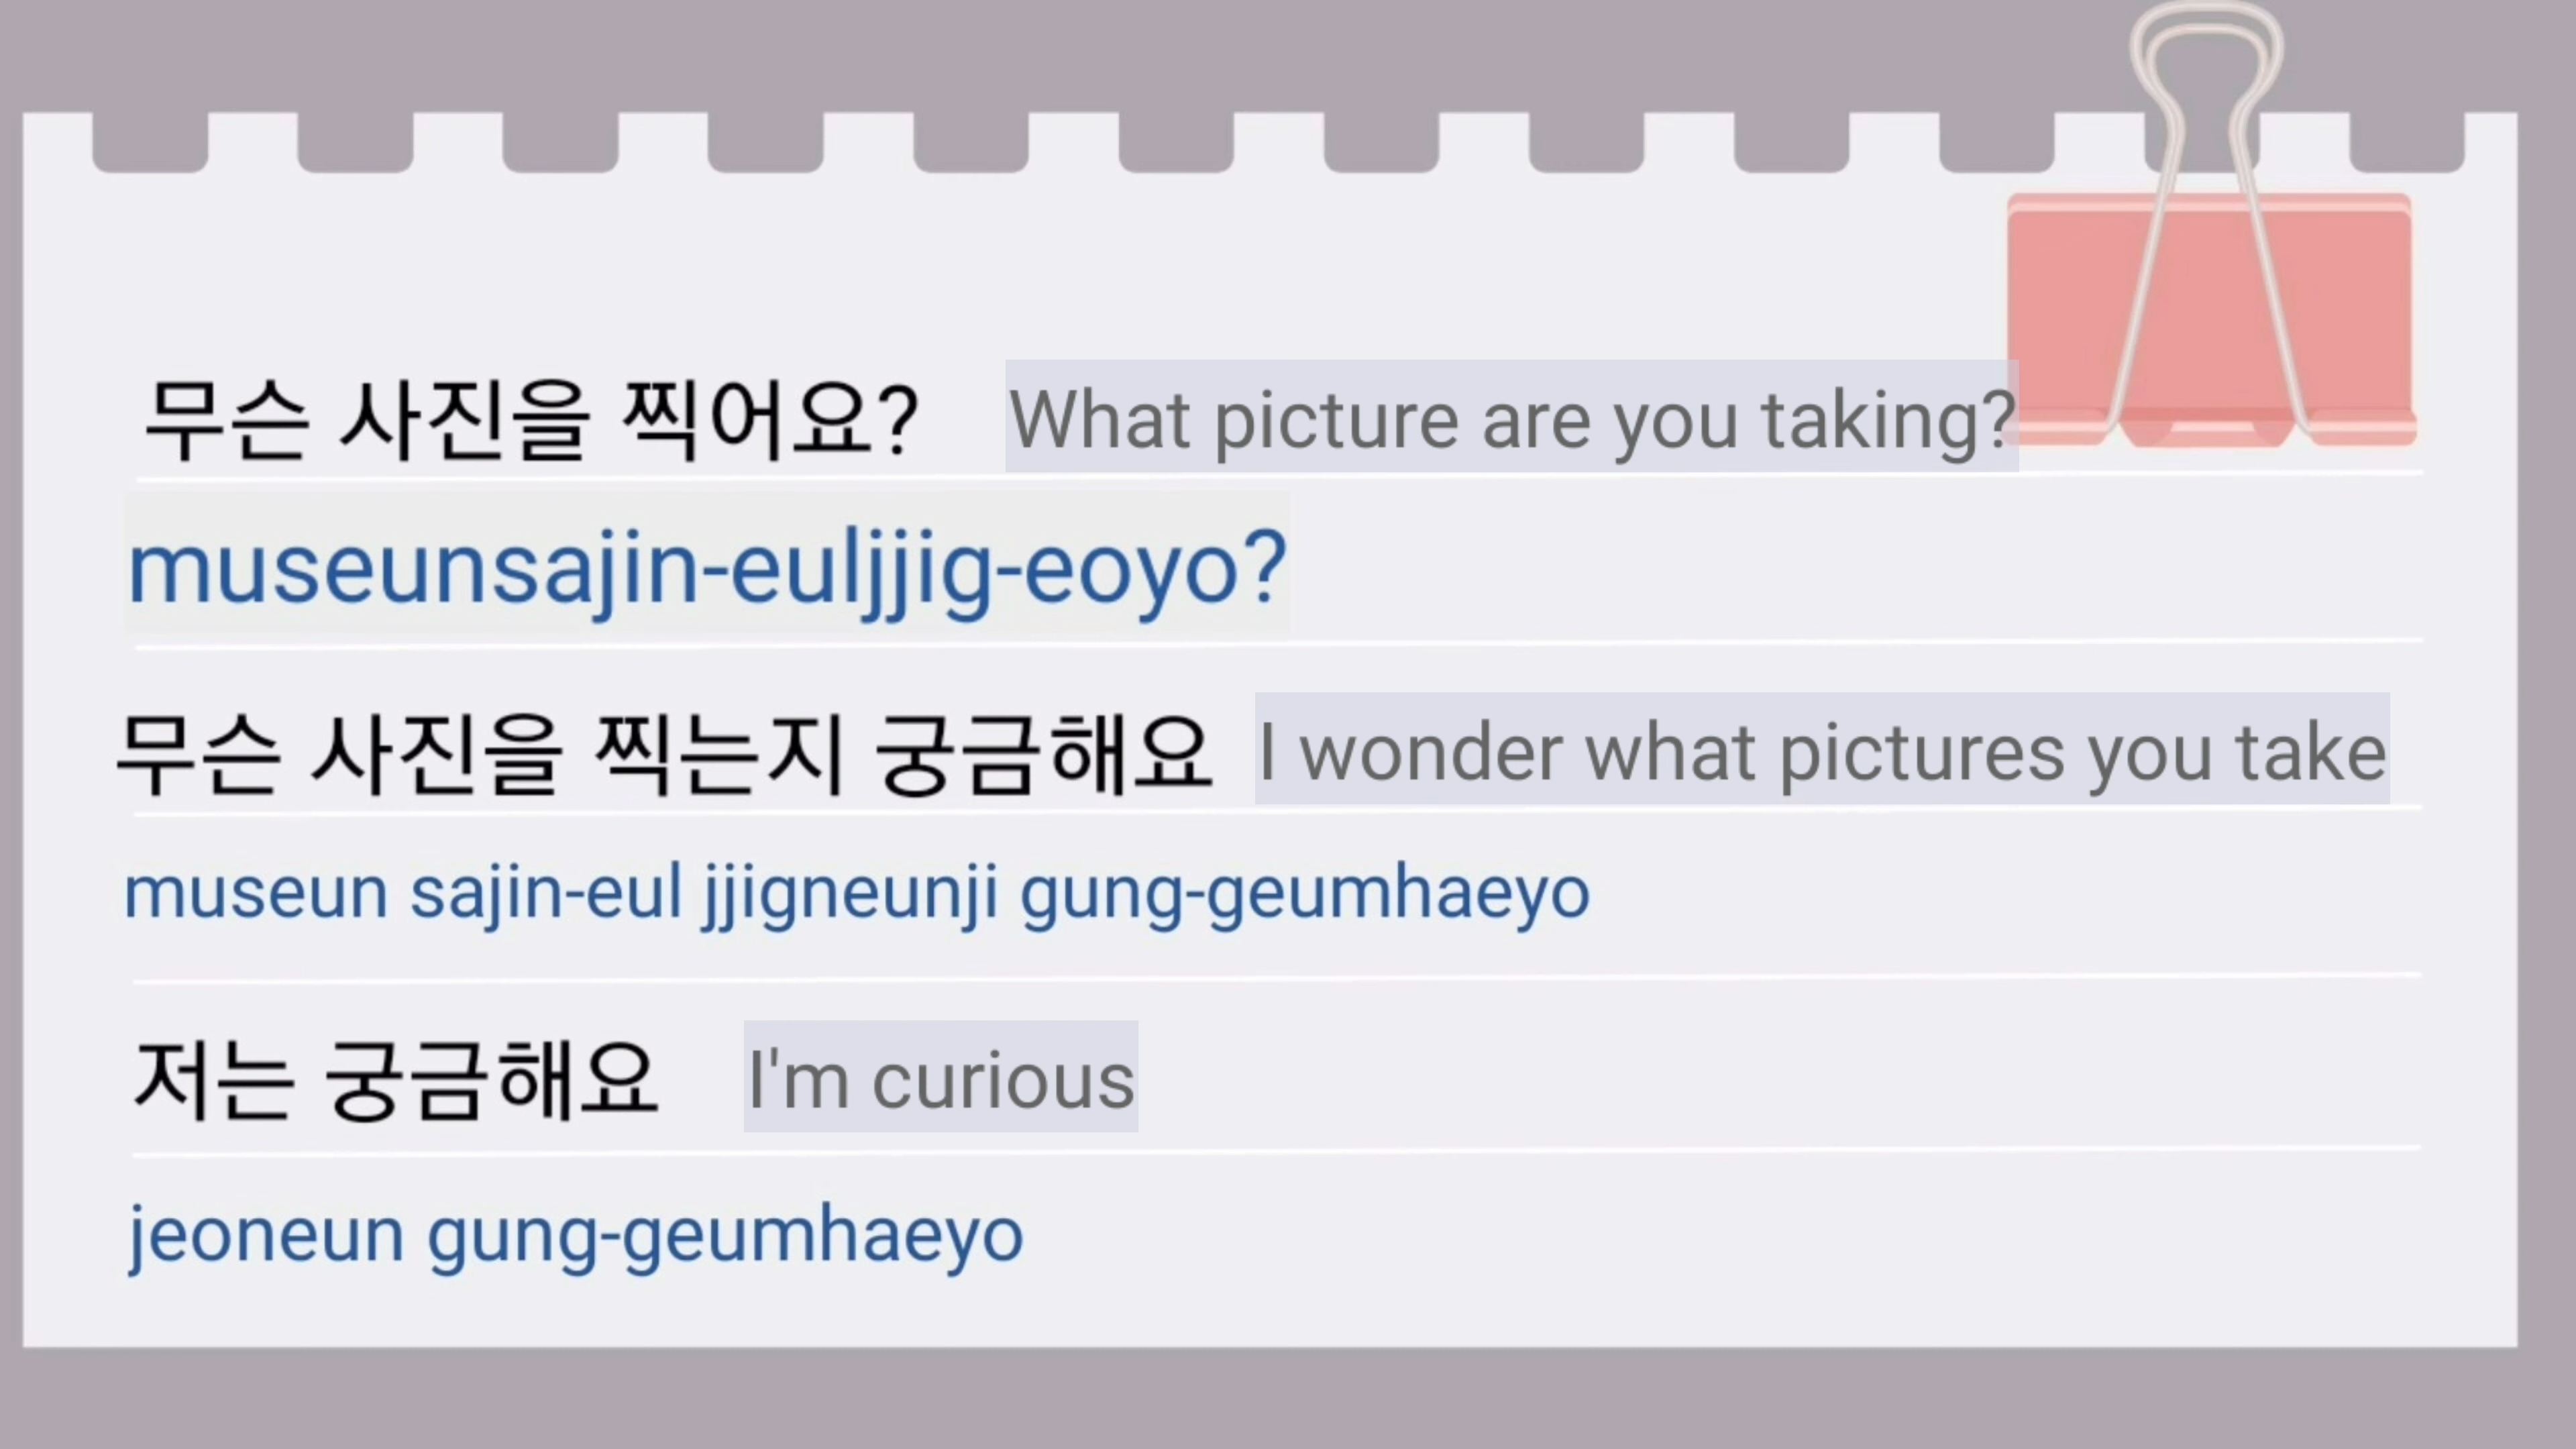 무슨 사진을 찍어요? What picture are you taking?
museunsajin-euljjig-eoyo?
무슨 사진을 찍는지 궁금해요 I wonder what pictures you take
museun sajin-eul jjigneunji gung-geumhaeyo
저는 궁금해요 I'm curious
jeoneun gung-geumhaeyo